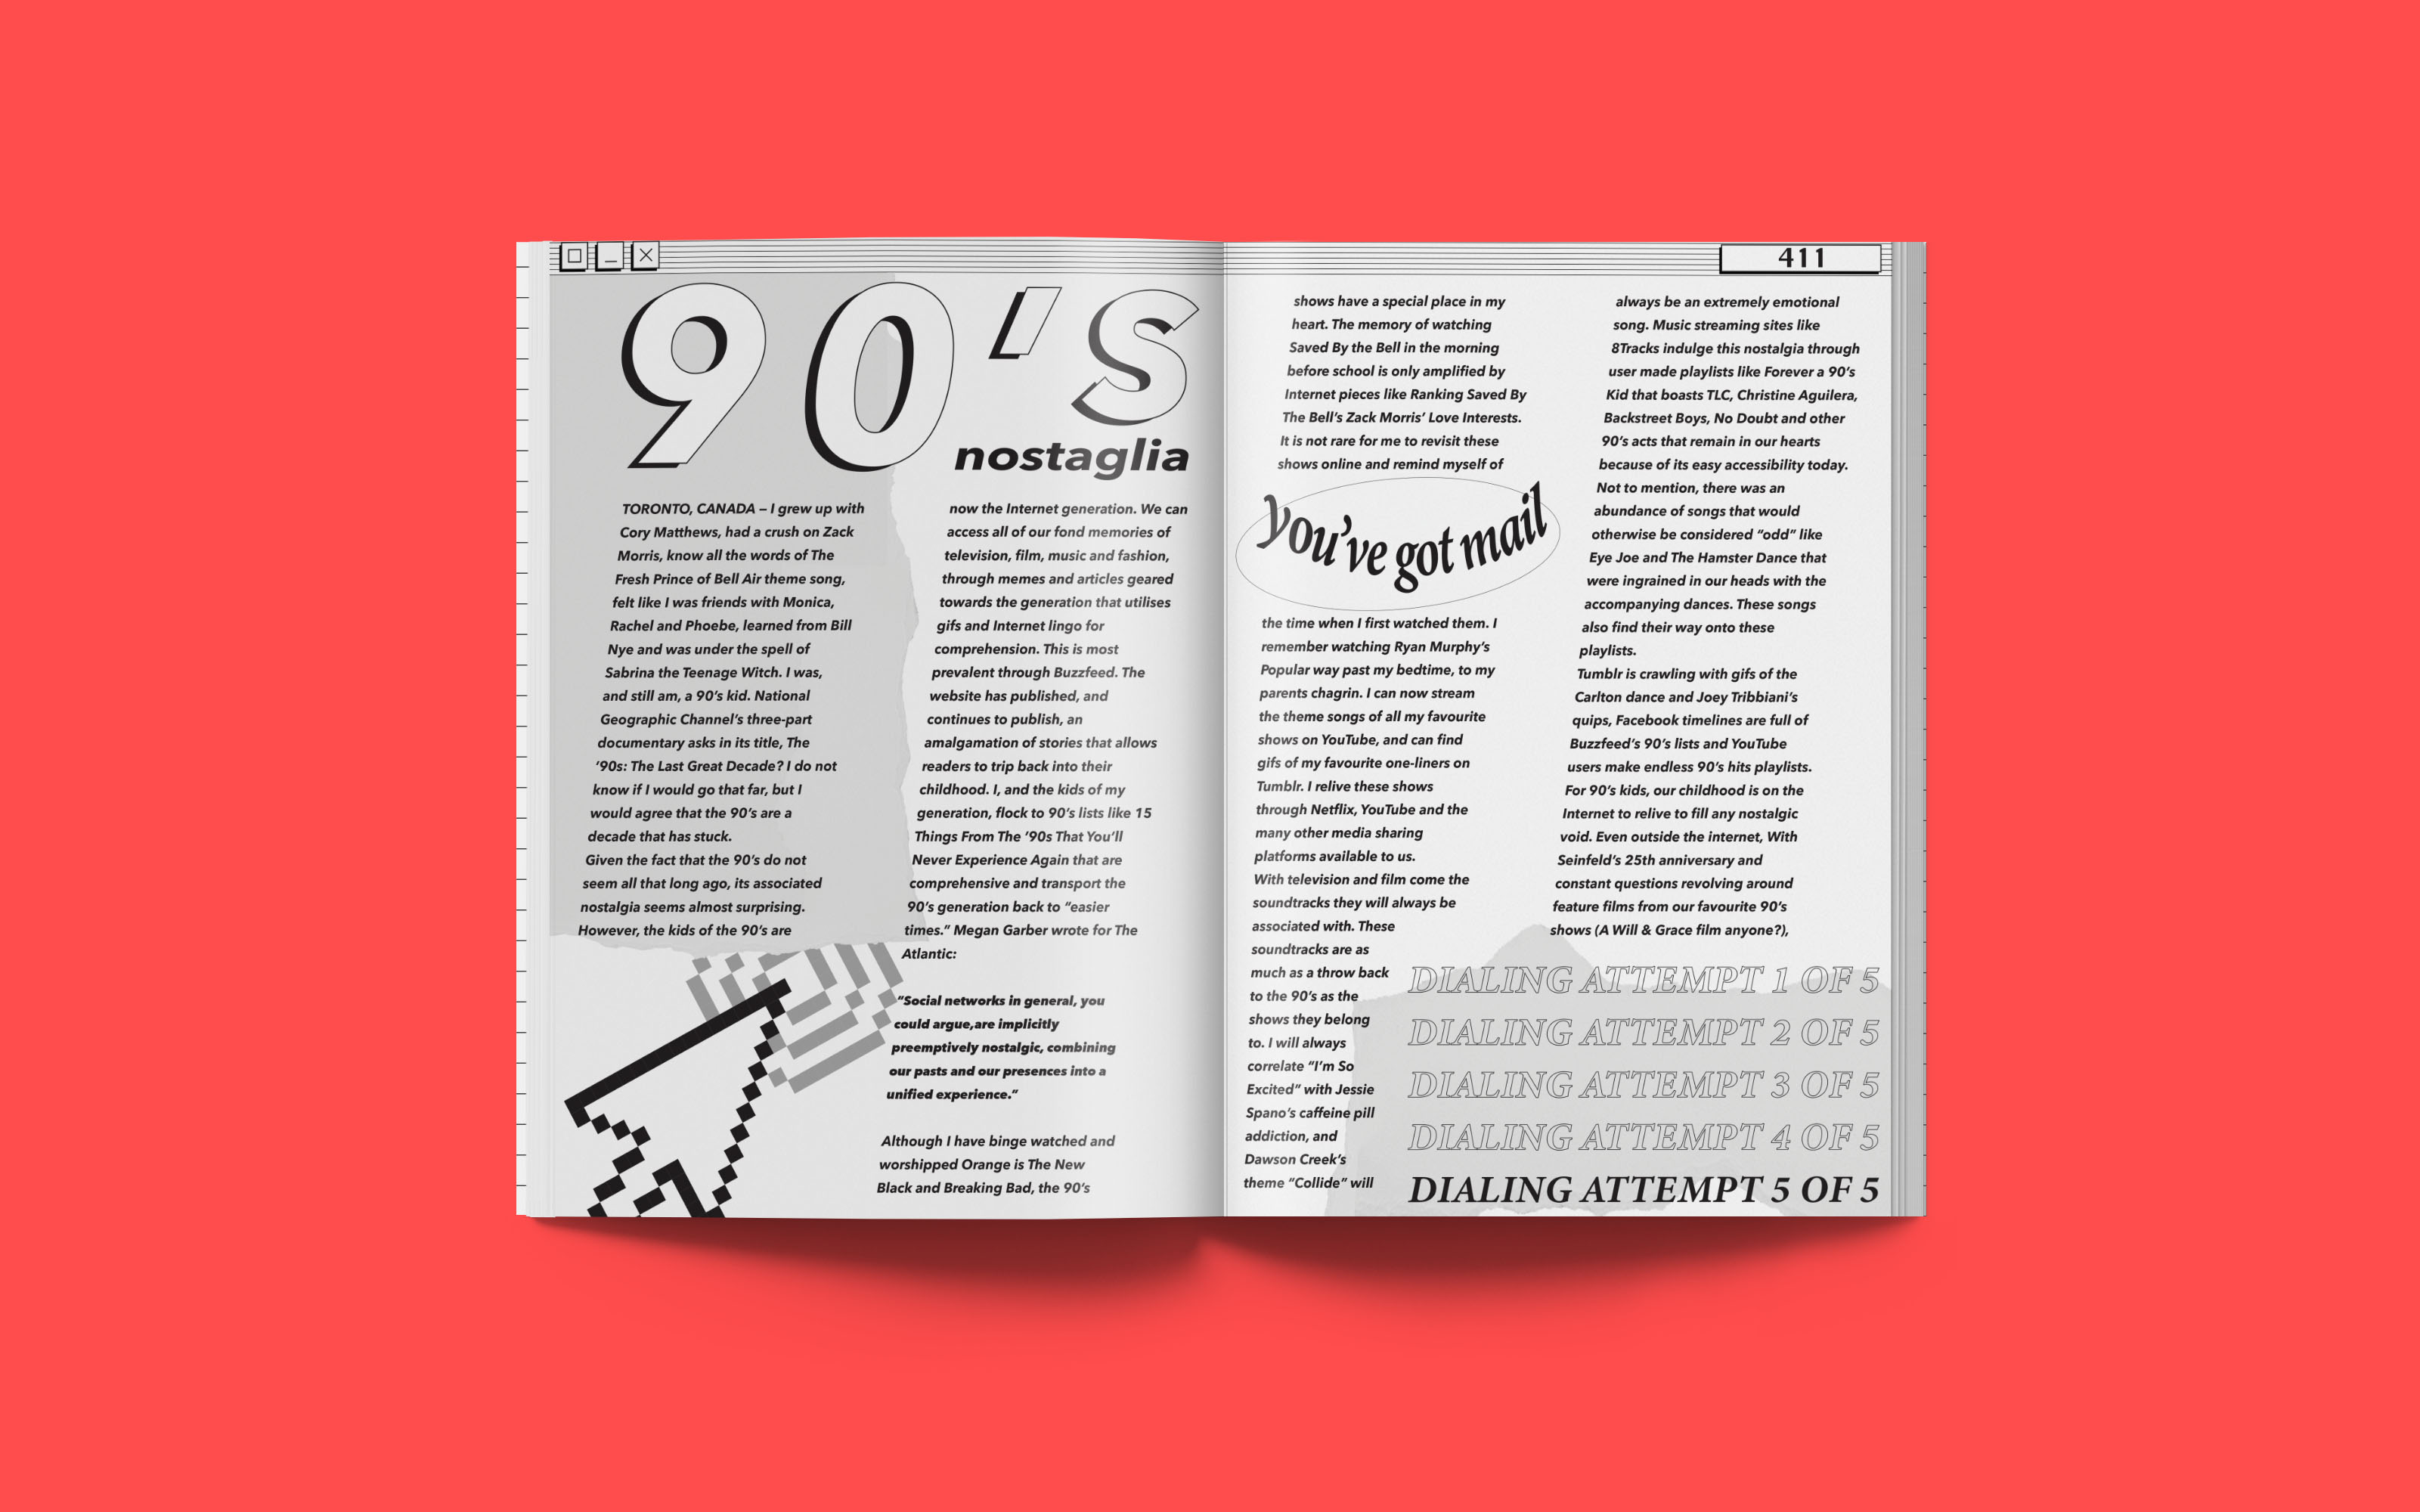 411
90's
nostaglia
TORONTO, CANADA – I grew up with
Cory Matthews, had a crush on Zack
Morris, know all the words of The
Fresh Prince of Bell Air theme song,
felt like I was friends with Monica,
Rachel and Phoebe, learned from Bill
Nye and was under the spell of
Sabrina the Teenage Witch. I was,
and still am, a 90's kid. National
Geographic Channel's three-part
documentary asks in its title, The
'90s: The Last Great Decade? I do not
know if I would go that far, but I
would agree that the 90's are a
decade that has stuck.
Given the fact that the 90's do not
seem all that long ago, its associated
nostalgia seems almost surprising.
However, the kids of the 90's are
now the Internet generation. We can
access all of our fond memories of
television, film, music and fashion,
through memes and articles geared
towards the generation that utilises
gifs and Internet lingo for
comprehension. This is most
prevalent through Buzzfeed. The
website has published, and
continues to publish, an
amalgamation of stories that allows
readers to trip back into their
childhood. I, and the kids of my
generation, flock to 90's lists like 15
Things From The '90s That You'll
Never Experience Again that are
comprehensive and transport the
90's generation back to "easier
times." Megan Garber wrote for The
Atlantic:
"Social networks in general, you
could argue,are implicitly
preemptively nostalgic, combining
our pasts and our presences into a
unified experience."
Although I have binge watched and
worshipped Orange is The New
Black and Breaking Bad, the 90's
shows have a special place in my
heart. The memory of watching
Saved By the Bell in the morning
before school is only amplified by
Internet pieces like Ranking Saved By
The Bell's Zack Morris' Love Interests.
It is not rare for me to revisit these
shows online and remind myself of
you've got mail
the time when I first watched them. I
remember watching Ryan Murphy's
Popular way past my bedtime, to my
parents chagrin. I can now stream
the theme songs of all my favourite
shows on YouTube, and can find
gifs of my favourite one-liners on
Tumblr. I relive these shows
through Netflix, YouTube and the
many other media sharing
platforms available to us.
With television and film come the
soundtracks they will always be
associated with. These
soundtracks are as
much as a throw back
to the 90's as the
shows they belong
to. I will always
correlate "I'm So
Excited" with Jessie
Spano's caffeine pill
addiction, and
Dawson Creek's
theme "Collide" will
always be an extremely emotional
song. Music streaming sites like
8Tracks indulge this nostalgia through
user made playlists like Forever a 90's
Kid that boasts TLC, Christine Aguilera,
Backstreet Boys, No Doubt and other
90's acts that remain in our hearts
because of its easy accessibility today.
Not to mention, there was an
abundance of songs that would
otherwise be considered "odd" like
Eye Joe and The Hamster Dance that
were ingrained in our heads with the
accompanying dances. These songs
also find their way onto these
playlists.
Tumblr is crawling with gifs of the
Carlton dance and Joey Tribbiani's
quips, Facebook timelines are full of
Buzzfeed's 90's lists and YouTube
users make endless 90's hits playlists.
For 90's kids, our childhood is on the
Internet to relive to fill any nostalgic
void. Even outside the internet, With
Seinfeld's 25th anniversary and
constant questions revolving around
feature films from our favourite 90's
shows (A Will & Grace film anyone?),
DIALING ATTEMPT 1 OF 5
DIALING ATTEMPT 2 OF 5
DIALING ATTEMPT 3 OF 5
DIALING ATTEMPT 4 OF 5
DIALING ATTEMPT 5 OF 5